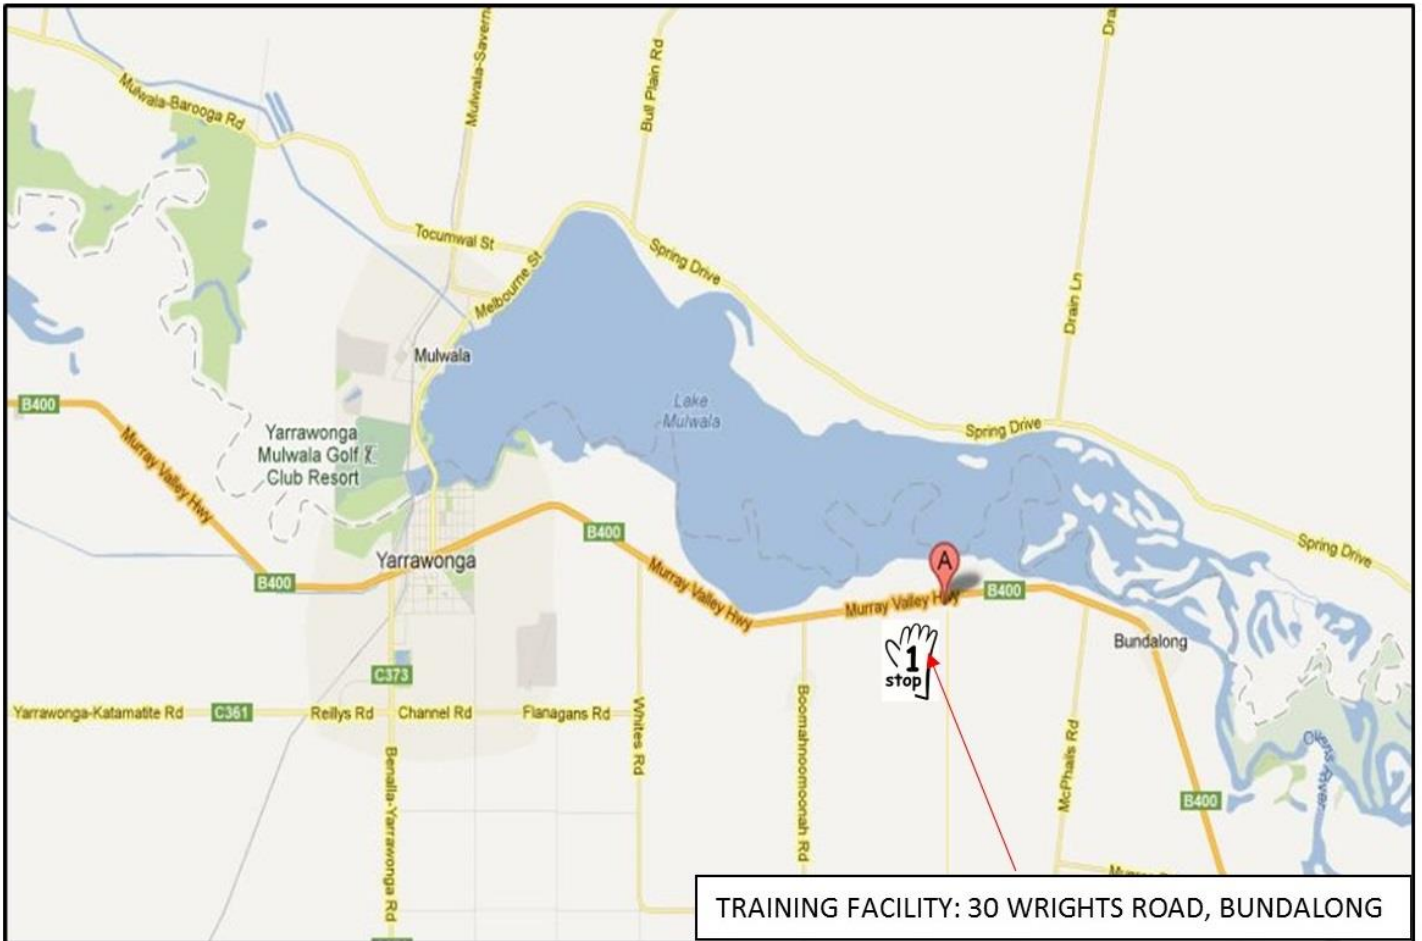 Mulwala-Barooga Rd
Mulwala-Savern
Bull Plain Rd
Dra
Tocumwal St
Melbourne St
Spring Drive
Drain Ln
Mulwala
B400
Lake
Mulwala
Yarrawonga
Mulwala Golf
Club Resort
Murray Valley Hwy
Spring Drive
B400
Yarrawonga
B400
Murray Valley Hwy
A
Murray Valley Hwy
B400
Spring Drive
Bundalong
1
stop
C373
Yarrawonga-Katamatite Rd
C361
Reillys Rd
Channel Rd
Flanagans Rd
Whites Rd
Boomahnoomoonah Rd
McPhails Rd
Benalla-Yarrawonga Rd
Ovens River
B400
TRAINING FACILITY: 30 WRIGHTS ROAD, BUNDALONG